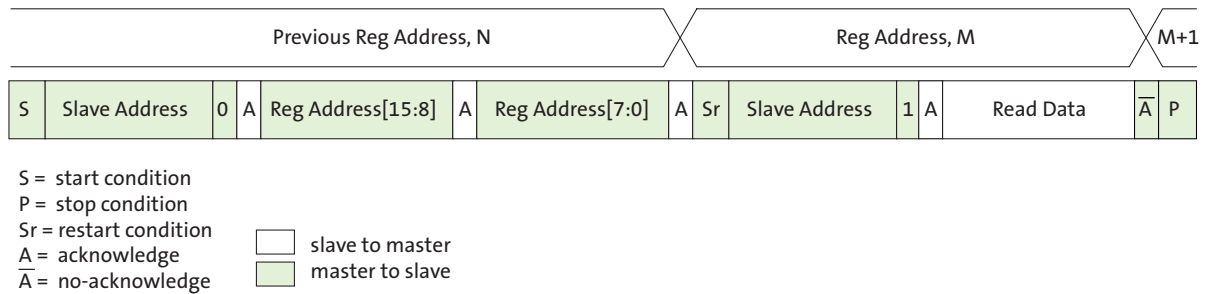 Previous Reg Address, N Reg Address, M M+1
S Slave Address 0 A Reg Address[15:8] A Reg Address[7:0] A Sr Slave Address 1 A Read Data A̅ P
S = start condition
P = stop condition
Sr = restart condition
A = acknowledge
A̅ = no-acknowledge
slave to master
master to slave